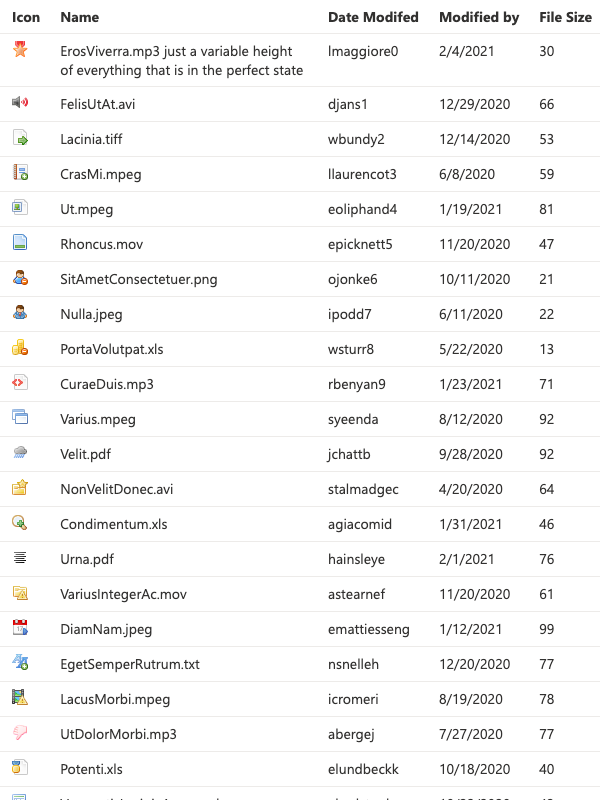 Icon Name Date Modifed Modified by File Size
ErosViverra.mp3 just a variable height lmaggiore0 2/4/2021 30
of everything that is in the perfect state
FelisUtAt.avi djans1 12/29/2020 66
Lacinia.tiff wbundy2 12/14/2020 53
CrasMi.mpeg llaurencot3 6/8/2020 59
Ut.mpeg eoliphand4 1/19/2021 81
Rhoncus.mov epicknett5 11/20/2020 47
SitAmetConsectetuer.png ojonke6 10/11/2020 21
Nulla.jpeg ipodd7 6/11/2020 22
PortaVolutpat.xls wsturr8 5/22/2020 13
CuraeDuis.mp3 rbenyan9 1/23/2021 71
Varius.mpeg syeenda 8/12/2020 92
Velit.pdf jchattb 9/28/2020 92
NonVelitDonec.avi stalmadgec 4/20/2020 64
Condimentum.xls agiacomid 1/31/2021 46
Urna.pdf hainsleye 2/1/2021 76
VariusIntegerAc.mov astearnef 11/20/2020 61
DiamNam.jpeg emattiesseng 1/12/2021 99
EgetSemperRutrum.txt nsnelleh 12/20/2020 77
LacusMorbi.mpeg icromeri 8/19/2020 78
UtDolorMorbi.mp3 abergej 7/27/2020 77
Potenti.xls elundbeckk 10/18/2020 40